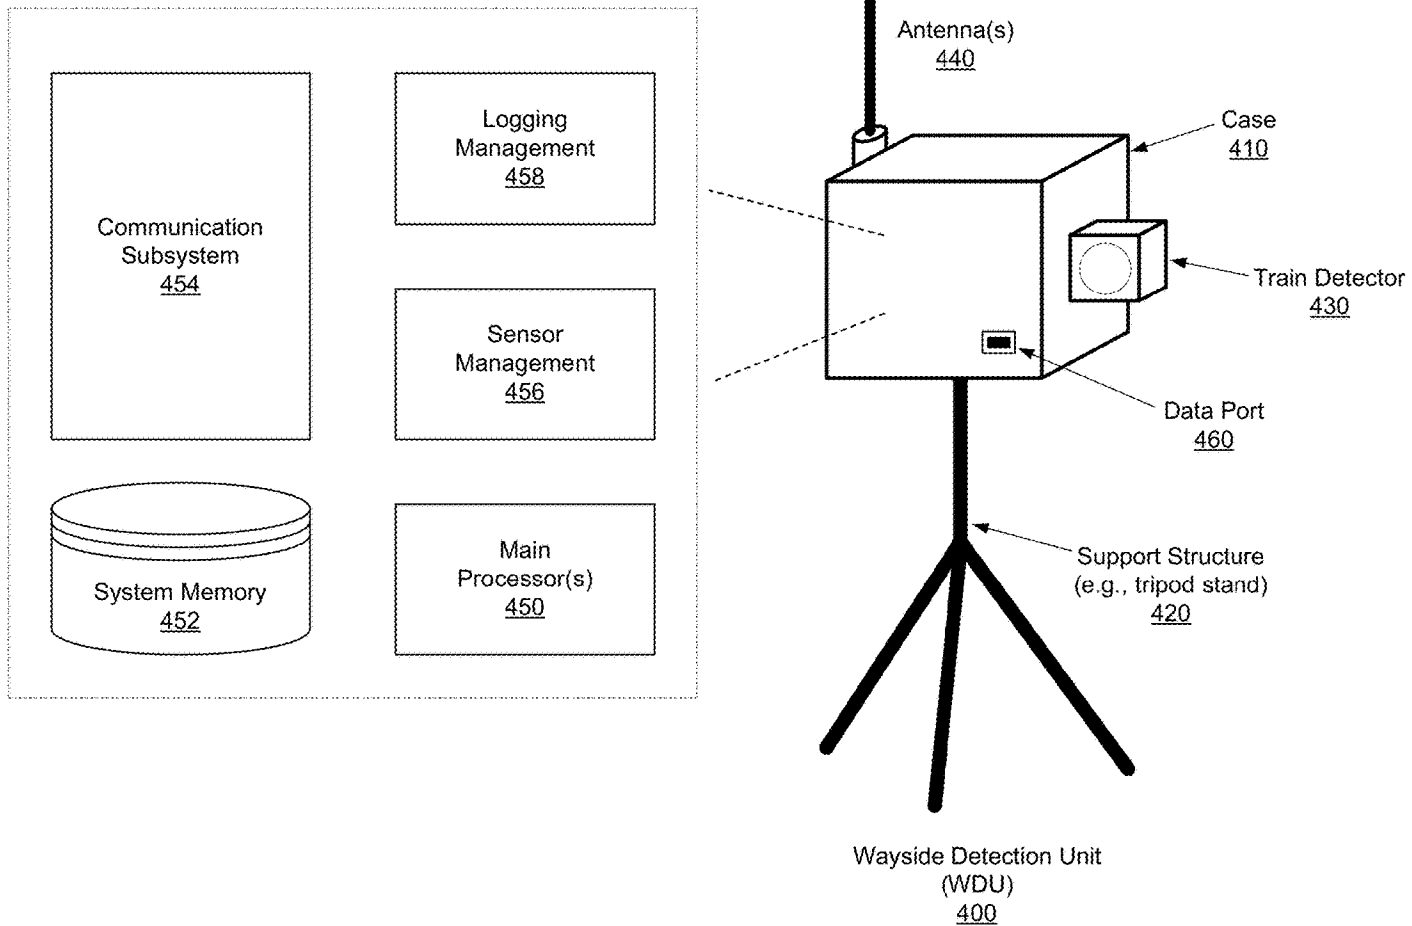 Communication
Subsystem
454
Logging
Management
458
Sensor
Management
456
System Memory
452
Main
Processor(s)
450
Antenna(s)
440
Case
410
Train Detector
430
Data Port
460
Support Structure
(e.g., tripod stand)
420
Wayside Detection Unit
(WDU)
400